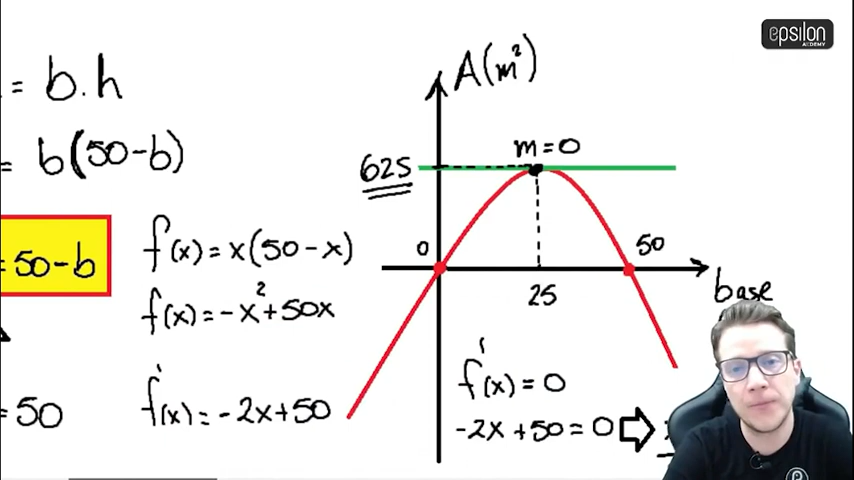 epsilon
ACADEMY
= b.h
= b(50-b)
= 50-b
= 50
f(x) = x(50-x)
f(x) = -x²+50x
f'(x) = -2x+50
A(m²)
m=0
625
0
50
25
base
f'(x) = 0
-2x+50=0